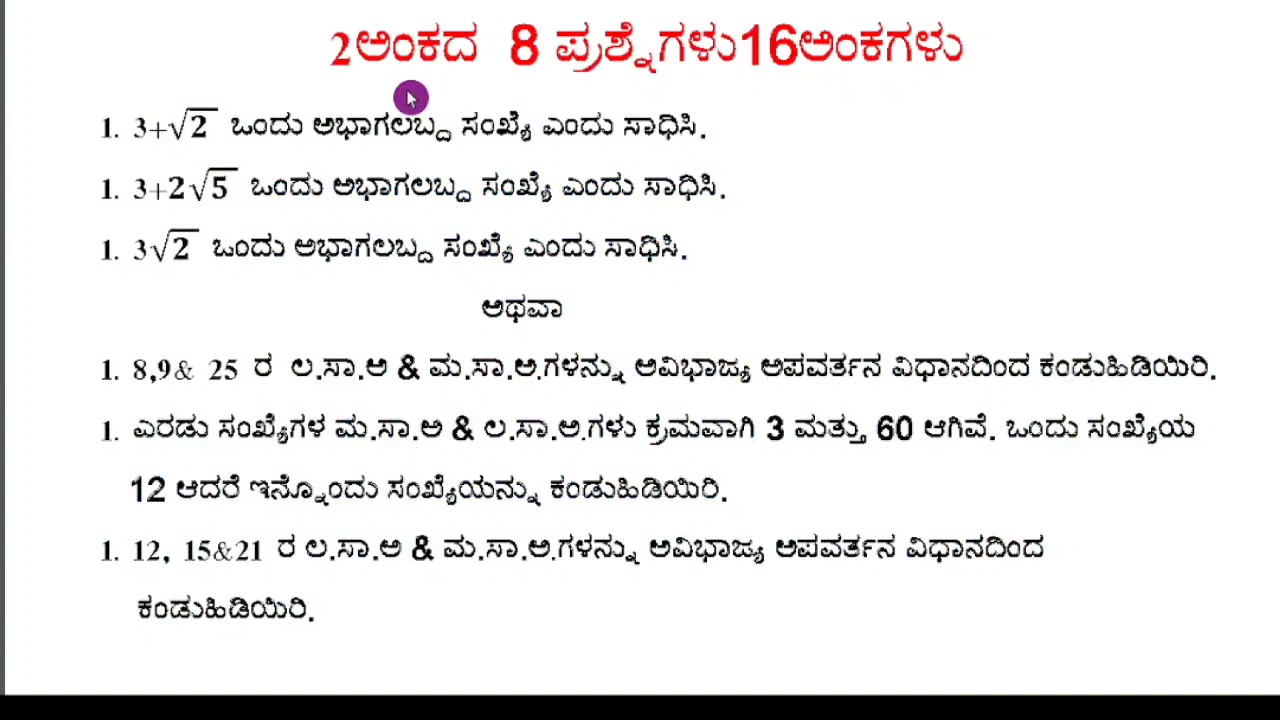 2ಅಂಕದ 8 ಪ್ರಶ್ನೆಗಳು16ಅಂಕಗಳು
1. 3+√2 ಒಂದು ಅಭಾಗಲಬ್ದ ಸಂಖ್ಯೆ ಎಂದು ಸಾಧಿಸಿ.
1. 3+2√5 ಒಂದು ಅಭಾಗಲಬ್ದ ಸಂಖ್ಯೆ ಎಂದು ಸಾಧಿಸಿ.
1. 3√2 ಒಂದು ಅಭಾಗಲಬ್ದ ಸಂಖ್ಯೆ ಎಂದು ಸಾಧಿಸಿ.
ಅಥವಾ
1. 8,9& 25 ರ ಲ.ಸಾ.ಆ & ಮ.ಸಾ.ಅ.ಗಳನ್ನು ಅವಿಭಾಜ್ಯ ಅಪವರ್ತನ ವಿಧಾನದಿಂದ ಕಂಡುಹಿಡಿಯಿರಿ.
1. ಎರಡು ಸಂಖ್ಯೆಗಳ ಮ.ಸಾ.ಅ & ಲ.ಸಾ.ಅ.ಗಳು ಕ್ರಮವಾಗಿ 3 ಮತ್ತು 60 ಆಗಿವೆ. ಒಂದು ಸಂಖ್ಯೆಯ
12 ಆದರೆ ಇನ್ನೊಂದು ಸಂಖ್ಯೆಯನ್ನು ಕಂಡುಹಿಡಿಯಿರಿ.
1. 12, 15&21 ರ ಲ.ಸಾ.ಅ & ಮ.ಸಾ.ಅ.ಗಳನ್ನು ಅವಿಭಾಜ್ಯ ಅಪವರ್ತನ ವಿಧಾನದಿಂದ
ಕಂಡುಹಿಡಿಯಿರಿ.